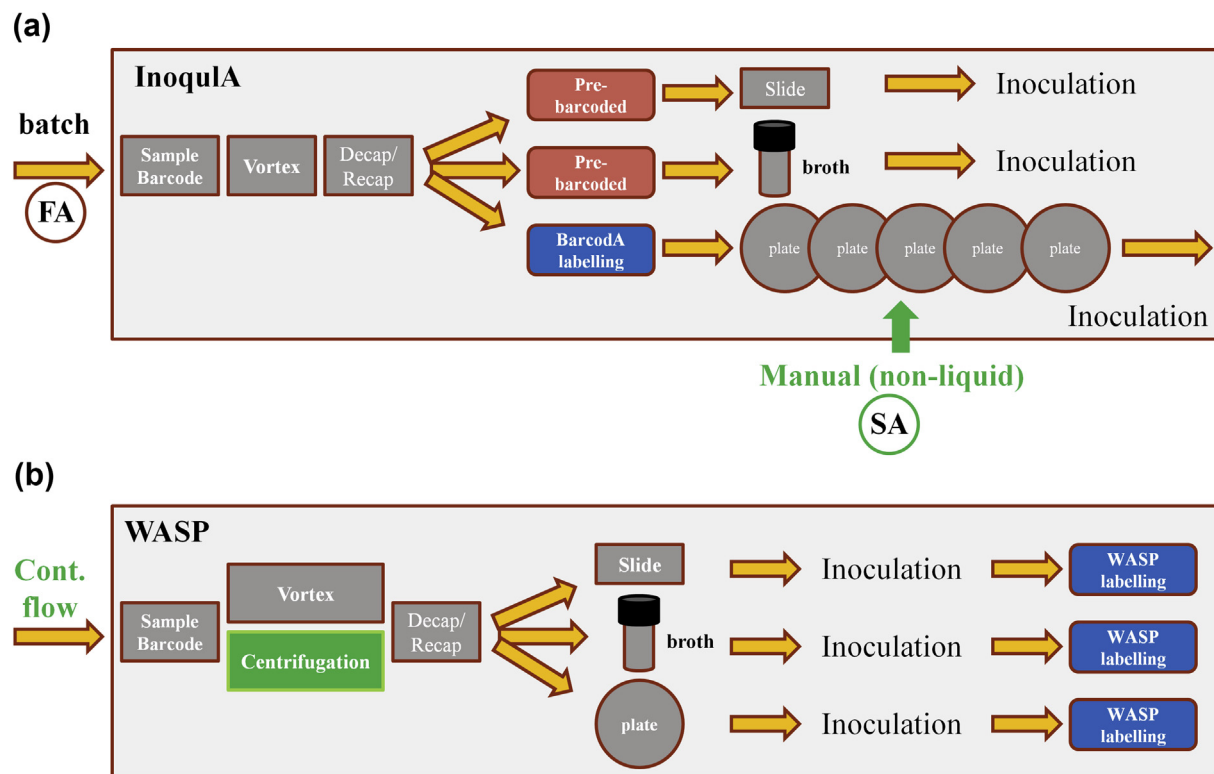 (a)
InoqulA
batch
FA
Sample
Barcode
Vortex
Decap/
Recap
Pre-
barcoded
Slide
Inoculation
Pre-
barcoded
broth
Inoculation
BarcodA
labelling
plate
plate
plate
plate
plate
Inoculation
Manual (non-liquid)
SA
(b)
WASP
Cont.
flow
Sample
Barcode
Vortex
Centrifugation
Decap/
Recap
Slide
Inoculation
WASP
labelling
broth
Inoculation
WASP
labelling
plate
Inoculation
WASP
labelling